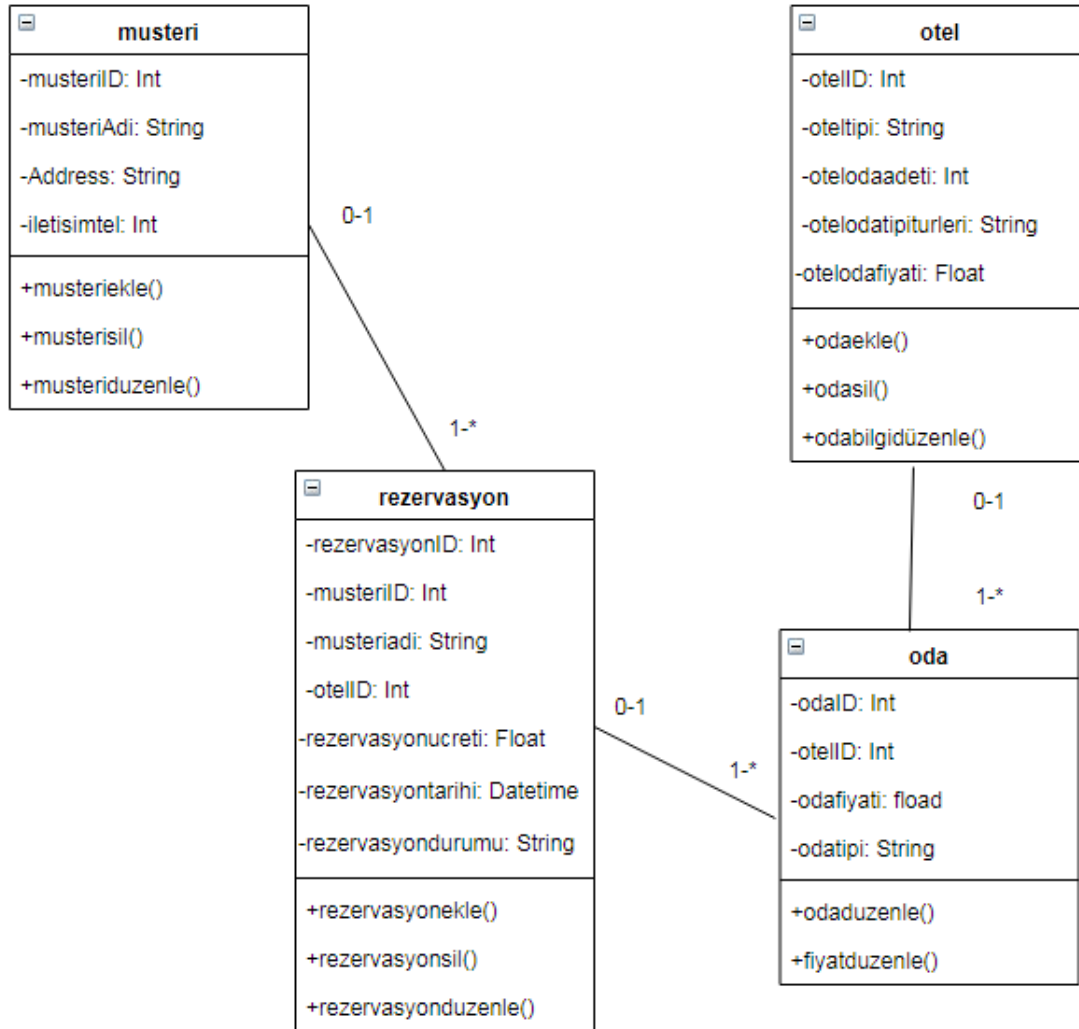 musteri
-musteriID: Int
-musteriAdi: String
-Address: String
-iletisimtel: Int
+musteriekle()
+musterisil()
+musteriduzenle()
0-1
1-*
otel
-otelID: Int
-oteltipi: String
-otelodaadeti: Int
-otelodatipiturleri: String
-otelodafiyati: Float
+odaekle()
+odasil()
+odabilgidüzenle()
0-1
1-*
rezervasyon
-rezervasyonID: Int
-musteriID: Int
-musteriadi: String
-otelID: Int
-rezervasyonucreti: Float
-rezervasyontarihi: Datetime
-rezervasyondurumu: String
+rezervasyonekle()
+rezervasyonsil()
+rezervasyonduzenle()
0-1
1-*
oda
-odaID: Int
-otelID: Int
-odafiyati: fload
-odatipi: String
+odaduzenle()
+fiyatduzenle()